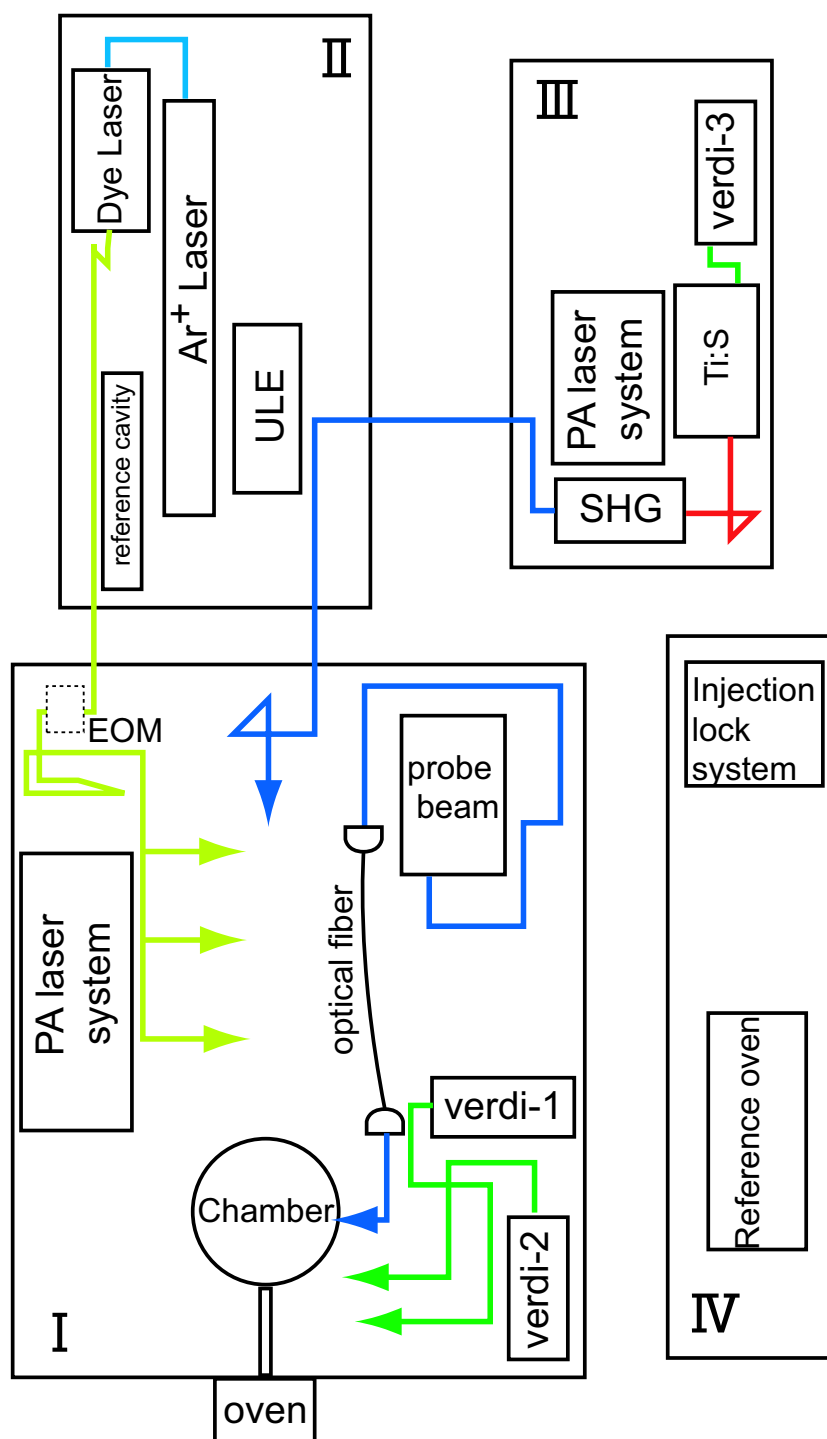 Ⅱ
Dye Laser
Ar+ Laser
ULE
reference cavity
Ⅲ
verdi-3
PA laser
system
Ti:S
SHG
EOM
probe
beam
PA laser
system
optical fiber
verdi-1
Chamber
verdi-2
Ⅰ
oven
Injection
lock
system
Reference oven
Ⅳ